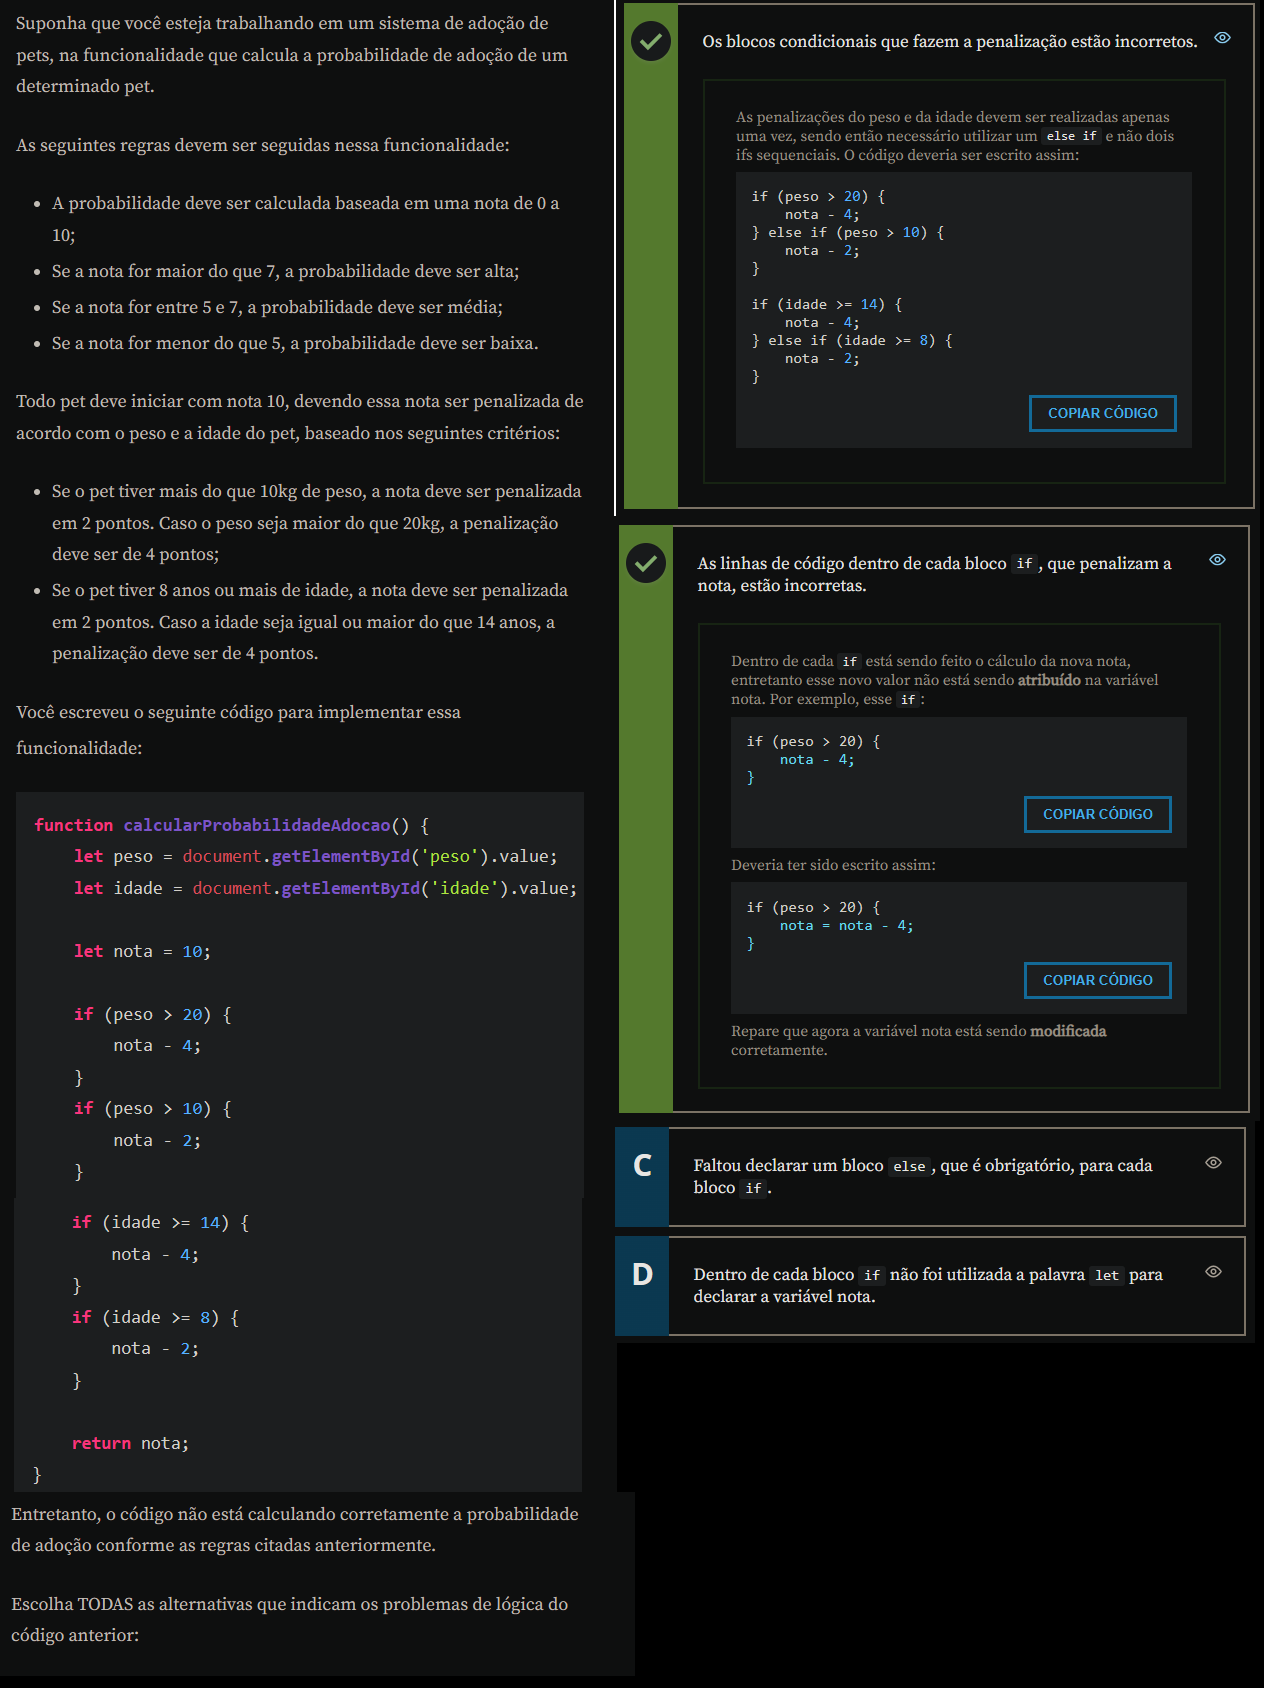 Suponha que você esteja trabalhando em um sistema de adoção de
pets, na funcionalidade que calcula a probabilidade de adoção de um
determinado pet.
As seguintes regras devem ser seguidas nessa funcionalidade:
• A probabilidade deve ser calculada baseada em uma nota de 0 a
10;
• Se a nota for maior do que 7, a probabilidade deve ser alta;
• Se a nota for entre 5 e 7, a probabilidade deve ser média;
• Se a nota for menor do que 5, a probabilidade deve ser baixa.
Todo pet deve iniciar com nota 10, devendo essa nota ser penalizada de
acordo com o peso e a idade do pet, baseado nos seguintes critérios:
• Se o pet tiver mais do que 10kg de peso, a nota deve ser penalizada
em 2 pontos. Caso o peso seja maior do que 20kg, a penalização
deve ser de 4 pontos;
• Se o pet tiver 8 anos ou mais de idade, a nota deve ser penalizada
em 2 pontos. Caso a idade seja igual ou maior do que 14 anos, a
penalização deve ser de 4 pontos.
Você escreveu o seguinte código para implementar essa
funcionalidade:
function calcularProbabilidadeAdocao() {
    let peso = document.getElementById('peso').value;
    let idade = document.getElementById('idade').value;
    let nota = 10;
    if (peso > 20) {
        nota - 4;
    }
    if (peso > 10) {
        nota - 2;
    }
    if (idade >= 14) {
        nota - 4;
    }
    if (idade >= 8) {
        nota - 2;
    }
    return nota;
}
Entretanto, o código não está calculando corretamente a probabilidade
de adoção conforme as regras citadas anteriormente.
Escolha TODAS as alternativas que indicam os problemas de lógica do
código anterior:
Os blocos condicionais que fazem a penalização estão incorretos.
As penalizações do peso e da idade devem ser realizadas apenas
uma vez, sendo então necessário utilizar um else if e não dois
ifs sequenciais. O código deveria ser escrito assim:
if (peso > 20) {
    nota - 4;
} else if (peso > 10) {
    nota - 2;
}
if (idade >= 14) {
    nota - 4;
} else if (idade >= 8) {
    nota - 2;
}
COPIAR CÓDIGO
As linhas de código dentro de cada bloco if, que penalizam a
nota, estão incorretas.
Dentro de cada if está sendo feito o cálculo da nova nota,
entretanto esse novo valor não está sendo atribuído na variável
nota. Por exemplo, esse if:
if (peso > 20) {
    nota - 4;
}
COPIAR CÓDIGO
Deveria ter sido escrito assim:
if (peso > 20) {
    nota = nota - 4;
}
COPIAR CÓDIGO
Repare que agora a variável nota está sendo modificada
corretamente.
C
Faltou declarar um bloco else, que é obrigatório, para cada
bloco if.
D
Dentro de cada bloco if não foi utilizada a palavra let para
declarar a variável nota.